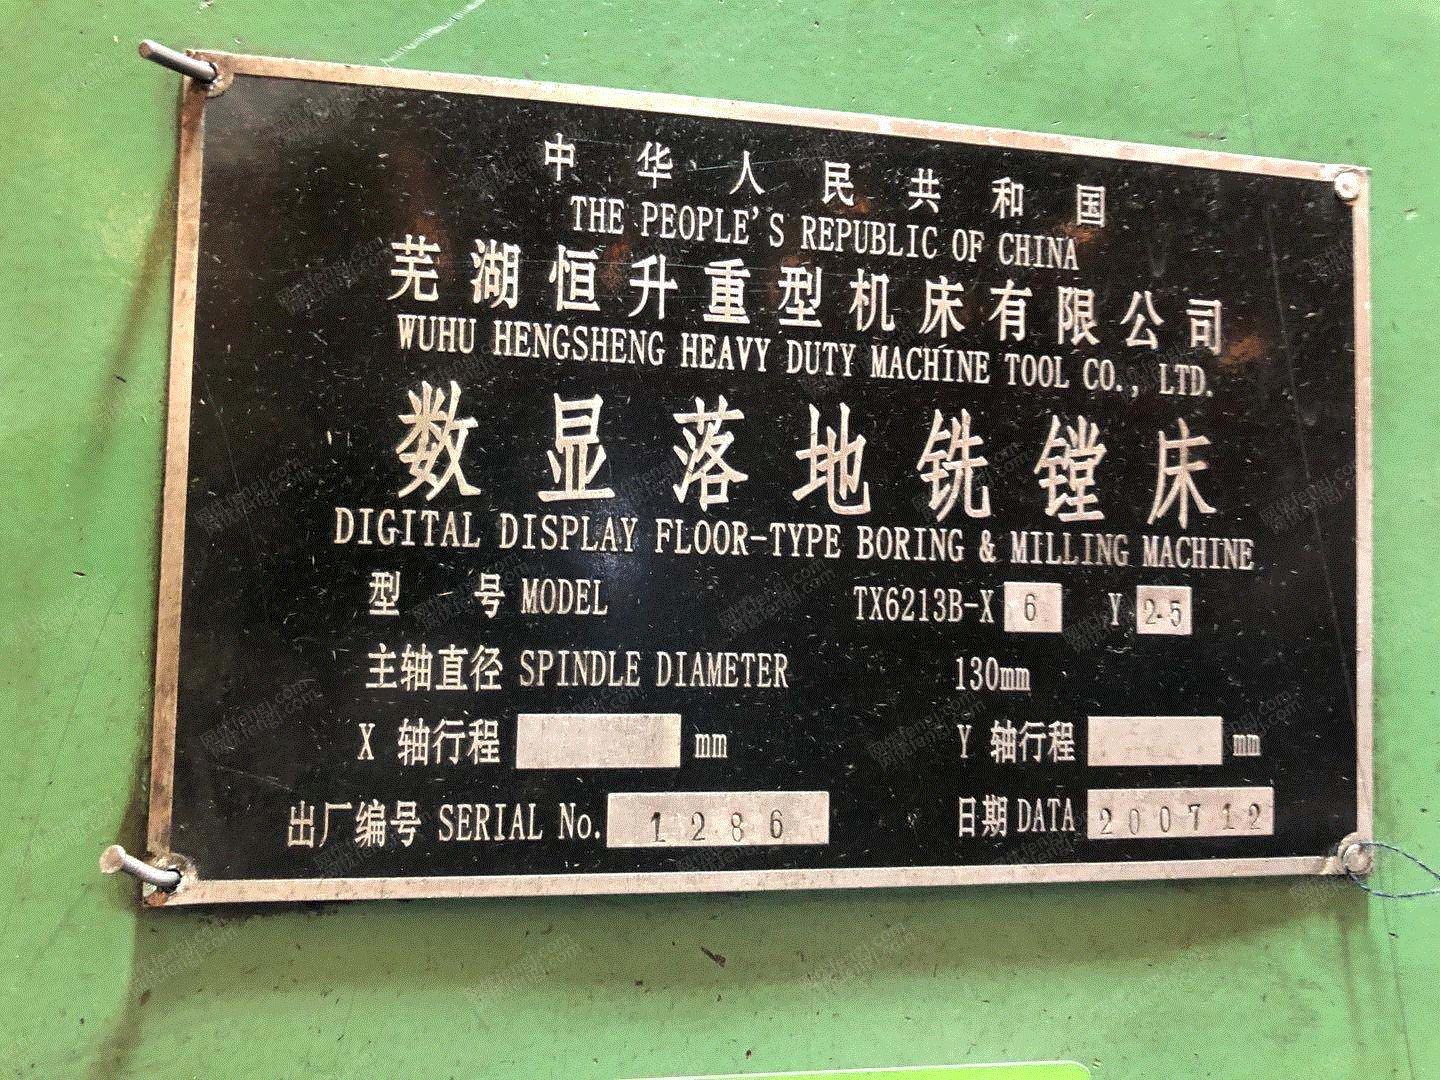 中华人民共和国
THE PEOPLE'S REPUBLIC OF CHINA
芜湖恒升重型机床有限公司
WUHU HENGSHENG HEAVY DUTY MACHINE TOOL CO., LTD.
数显落地铣镗床
DIGITAL DISPLAY FLOOR-TYPE BORING & MILLING MACHINE
型号 MODEL TX6213B-X 6 Y 2.5
主轴直径 SPINDLE DIAMETER 130mm
X 轴行程 mm Y 轴行程 mm
出厂编号 SERIAL No. 1286 日期 DATA 200712